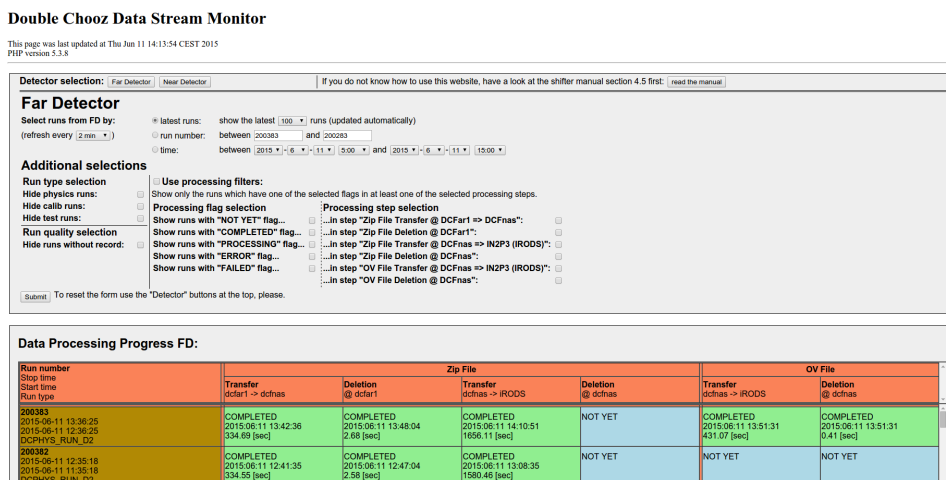 Double Chooz Data Stream Monitor
This page was last updated at Thu Jun 11 14:13:54 CEST 2015
PHP version 5.3.8
Detector selection: Far Detector Near Detector If you do not know how to use this website, have a look at the shifter manual section 4.5 first: read the manual
Far Detector
Select runs from FD by: latest runs: show the latest 100 runs (updated automatically)
(refresh every 2 min ) run number: between 200383 and 200283
time: between 2015 - 6 - 11 5:00 and 2015 - 6 - 11 15:00
Additional selections
Run type selection Use processing filters:
Hide physics runs: Show only the runs which have one of the selected flags in at least one of the selected processing steps.
Hide calib runs: Processing flag selection Processing step selection
Hide test runs: Show runs with "NOT YET" flag... ...in step "Zip File Transfer @ DCFar1 => DCFnas":
Run quality selection Show runs with "COMPLETED" flag... ...in step "Zip File Deletion @ DCFar1":
Hide runs without record: Show runs with "PROCESSING" flag... ...in step "Zip File Transfer @ DCFnas => IN2P3 (IRODS)":
Show runs with "ERROR" flag... ...in step "Zip File Deletion @ DCFnas":
Show runs with "FAILED" flag... ...in step "OV File Transfer @ DCFnas => IN2P3 (IRODS)":
...in step "OV File Deletion @ DCFnas":
Submit To reset the form use the "Detector" buttons at the top, please.
Data Processing Progress FD:
Run number Zip File OV File
Stop time
Start time Transfer Deletion Transfer Deletion Transfer Deletion
Run type dcfar1 -> dcfnas @ dcfar1 dcfnas -> iRODS @ dcfnas dcfnas -> iRODS @ dcfnas
200383 COMPLETED COMPLETED COMPLETED NOT YET COMPLETED COMPLETED
2015-06-11 13:36:25 2015:06:11 13:42:36 2015:06:11 13:48:04 2015:06:11 14:10:51 2015:06:11 13:51:31 2015:06:11 13:51:31
2015-06-11 12:36:25 334.69 [sec] 2.68 [sec] 1656.11 [sec] 431.07 [sec] 0.41 [sec]
DCPHYS_RUN_D2
200382 COMPLETED COMPLETED COMPLETED NOT YET NOT YET NOT YET
2015-06-11 12:35:18 2015:06:11 12:41:35 2015:06:11 12:47:04 2015:06:11 13:08:35
2015-06-11 11:35:18 334.55 [sec] 2.58 [sec] 1580.46 [sec]
DCPHYS_RUN_D2